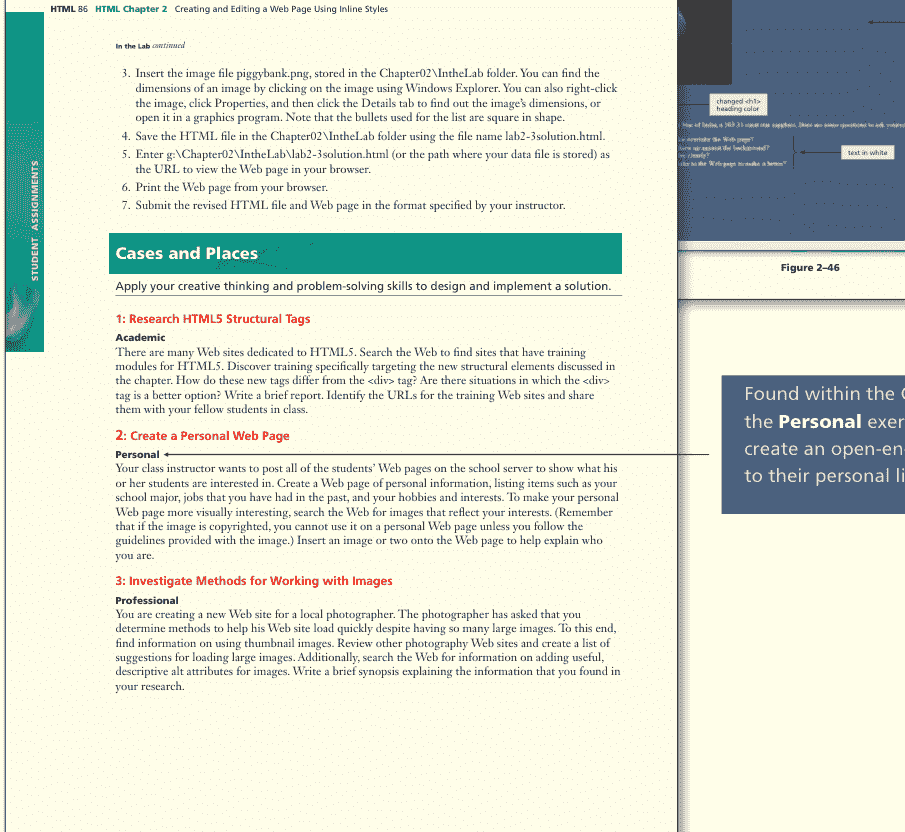 HTML 86 HTML Chapter 2 Creating and Editing a Web Page Using Inline Styles
In the Lab continued
3. Insert the image file piggybank.png, stored in the Chapter02\IntheLab folder. You can find the
dimensions of an image by clicking on the image using Windows Explorer. You can also right-click
the image, click Properties, and then click the Details tab to find out the image's dimensions, or
open it in a graphics program. Note that the bullets used for the list are square in shape.
4. Save the HTML file in the Chapter02\IntheLab folder using the file name lab2-3solution.html.
5. Enter g:\Chapter02\IntheLab\lab2-3solution.html (or the path where your data file is stored) as
the URL to view the Web page in your browser.
6. Print the Web page from your browser.
7. Submit the revised HTML file and Web page in the format specified by your instructor.
STUDENT ASSIGNMENTS
Cases and Places
Apply your creative thinking and problem-solving skills to design and implement a solution.
1: Research HTML5 Structural Tags
Academic
There are many Web sites dedicated to HTML5. Search the Web to find sites that have training
modules for HTML5. Discover training specifically targeting the new structural elements discussed in
the chapter. How do these new tags differ from the <div> tag? Are there situations in which the <div>
tag is a better option? Write a brief report. Identify the URLs for the training Web sites and share
them with your fellow students in class.
2: Create a Personal Web Page
Personal
Your class instructor wants to post all of the students' Web pages on the school server to show what his
or her students are interested in. Create a Web page of personal information, listing items such as your
school major, jobs that you have had in the past, and your hobbies and interests. To make your personal
Web page more visually interesting, search the Web for images that reflect your interests. (Remember
that if the image is copyrighted, you cannot use it on a personal Web page unless you follow the
guidelines provided with the image.) Insert an image or two onto the Web page to help explain who
you are.
3: Investigate Methods for Working with Images
Professional
You are creating a new Web site for a local photographer. The photographer has asked that you
determine methods to help his Web site load quickly despite having so many large images. To this end,
find information on using thumbnail images. Review other photography Web sites and create a list of
suggestions for loading large images. Additionally, search the Web for information on adding useful,
descriptive alt attributes for images. Write a brief synopsis explaining the information that you found in
your research.
changed <h1>
heading color
text in white
Figure 2–46
Found within the
the Personal exer
create an open-en
to their personal li